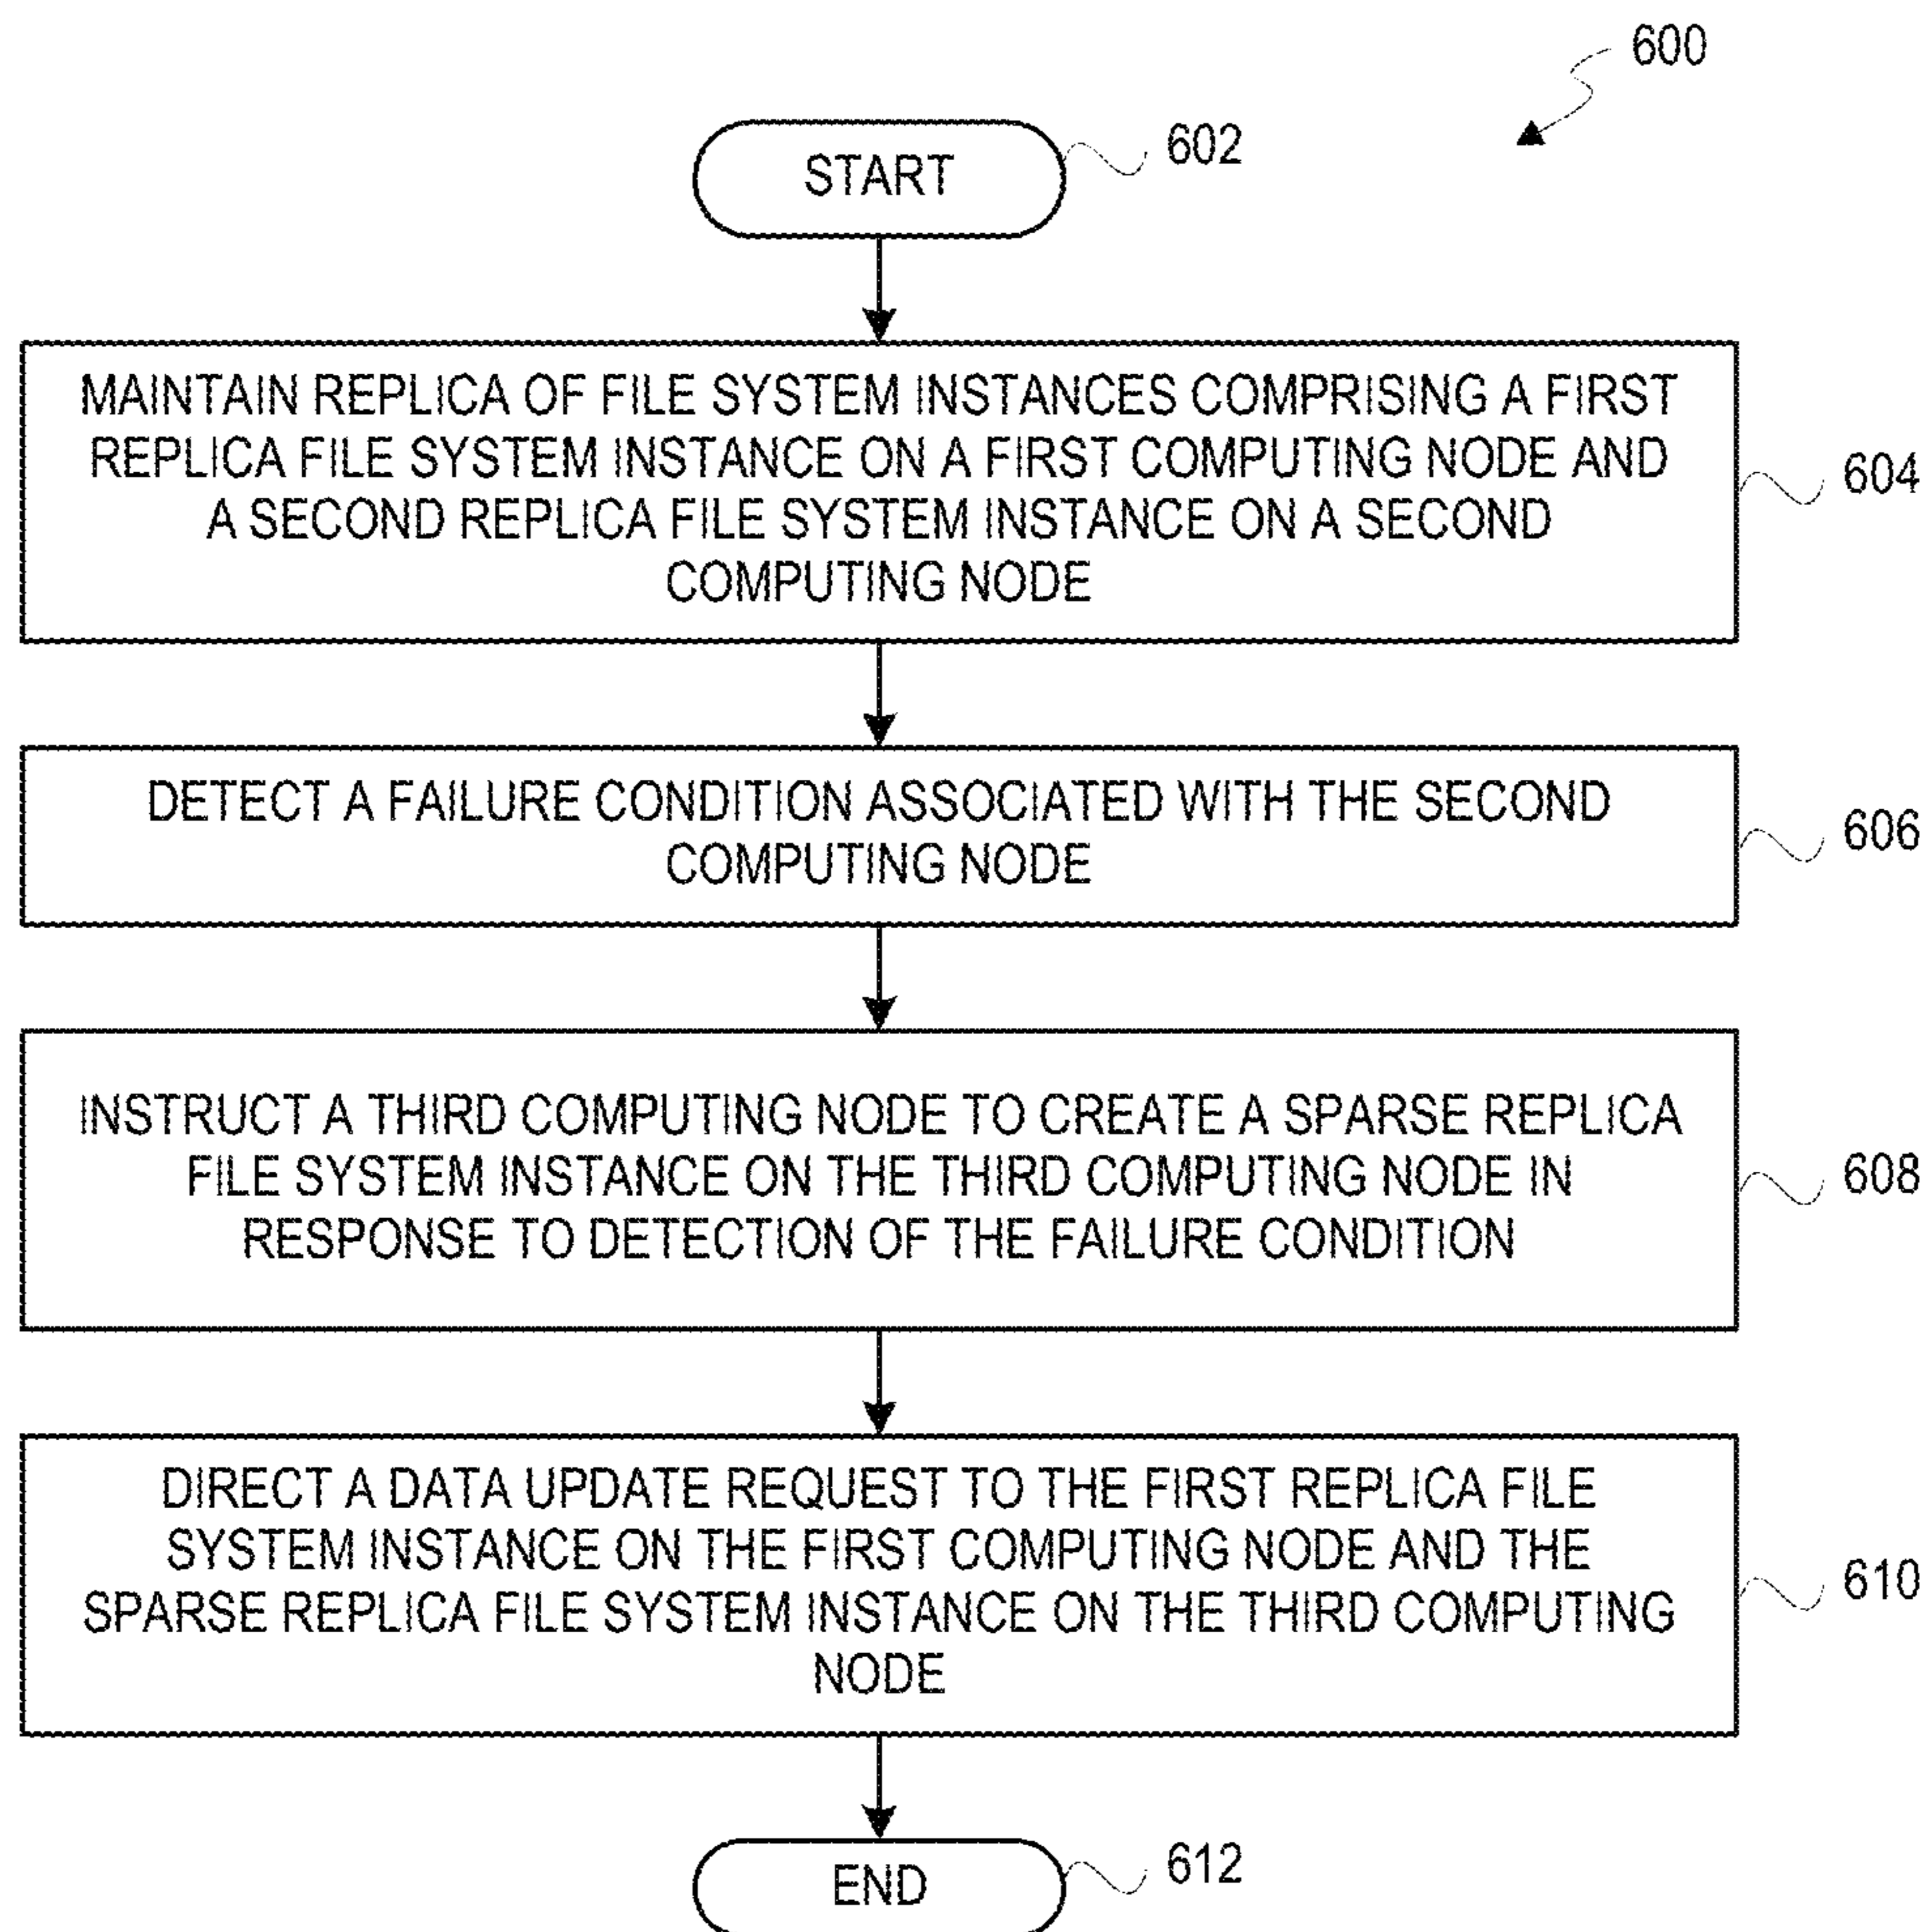 600
START
602
MAINTAIN REPLICA OF FILE SYSTEM INSTANCES COMPRISING A FIRST
REPLICA FILE SYSTEM INSTANCE ON A FIRST COMPUTING NODE AND
A SECOND REPLICA FILE SYSTEM INSTANCE ON A SECOND
COMPUTING NODE
604
DETECT A FAILURE CONDITION ASSOCIATED WITH THE SECOND
COMPUTING NODE
606
INSTRUCT A THIRD COMPUTING NODE TO CREATE A SPARSE REPLICA
FILE SYSTEM INSTANCE ON THE THIRD COMPUTING NODE IN
RESPONSE TO DETECTION OF THE FAILURE CONDITION
608
DIRECT A DATA UPDATE REQUEST TO THE FIRST REPLICA FILE
SYSTEM INSTANCE ON THE FIRST COMPUTING NODE AND THE
SPARSE REPLICA FILE SYSTEM INSTANCE ON THE THIRD COMPUTING
NODE
610
END
612